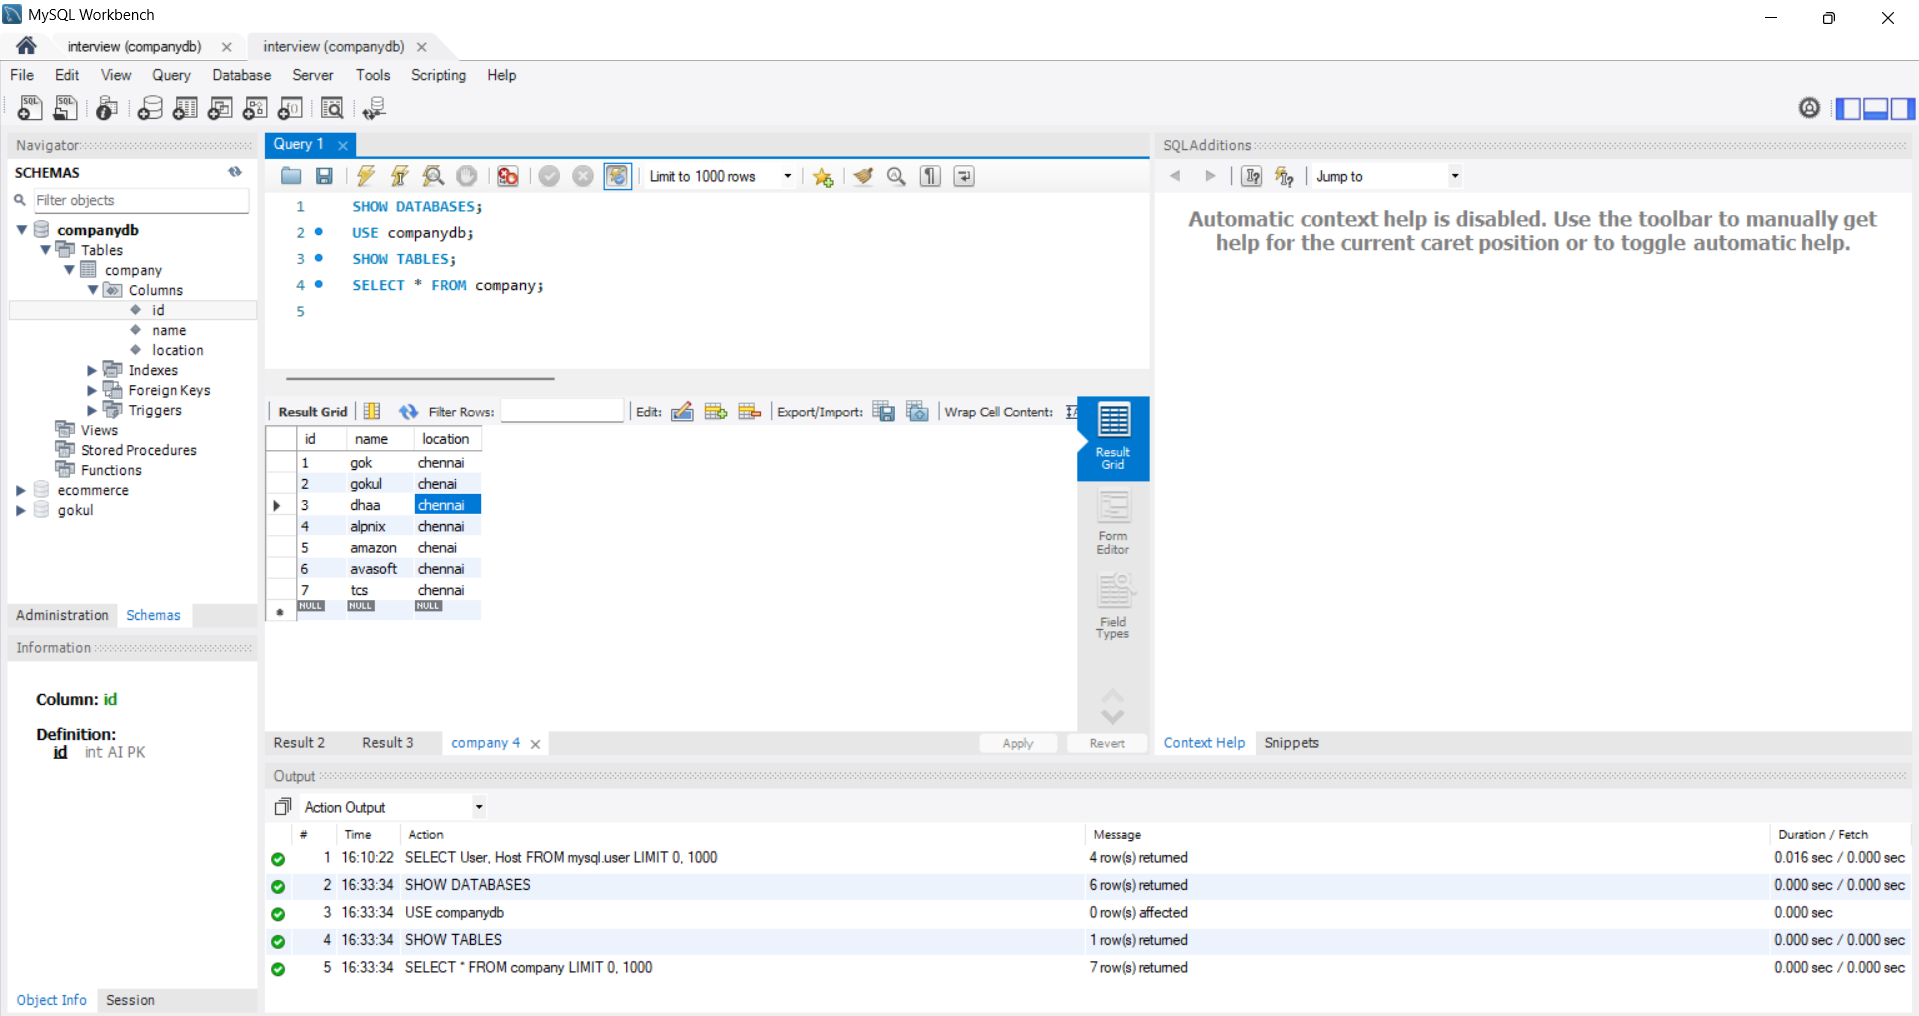 MySQL Workbench
interview (companydb)
interview (companydb)
File Edit View Query Database Server Tools Scripting Help
Navigator
SCHEMAS
Filter objects
companydb
Tables
company
Columns
id
name
location
Indexes
Foreign Keys
Triggers
Views
Stored Procedures
Functions
ecommerce
gokul
Administration Schemas
Information
Column: id
Definition:
id int AI PK
Object Info Session
Query 1
Limit to 1000 rows
1 SHOW DATABASES;
2 USE companydb;
3 SHOW TABLES;
4 SELECT * FROM company;
5
Result Grid Filter Rows: Edit: Export/Import: Wrap Cell Content:
id name location
1 gok chennai
2 gokul chenai
3 dhaa chennai
4 alpnix chennai
5 amazon chenai
6 avasoft chennai
7 tcs chennai
NULL NULL NULL
Result Grid
Form Editor
Field Types
Result 2 Result 3 company 4 Apply Revert
SQLAdditions
Jump to
Automatic context help is disabled. Use the toolbar to manually get
help for the current caret position or to toggle automatic help.
Context Help Snippets
Output
Action Output
# Time Action Message Duration / Fetch
1 16:10:22 SELECT User, Host FROM mysql.user LIMIT 0, 1000 4 row(s) returned 0.016 sec / 0.000 sec
2 16:33:34 SHOW DATABASES 6 row(s) returned 0.000 sec / 0.000 sec
3 16:33:34 USE companydb 0 row(s) affected 0.000 sec
4 16:33:34 SHOW TABLES 1 row(s) returned 0.000 sec / 0.000 sec
5 16:33:34 SELECT * FROM company LIMIT 0, 1000 7 row(s) returned 0.000 sec / 0.000 sec